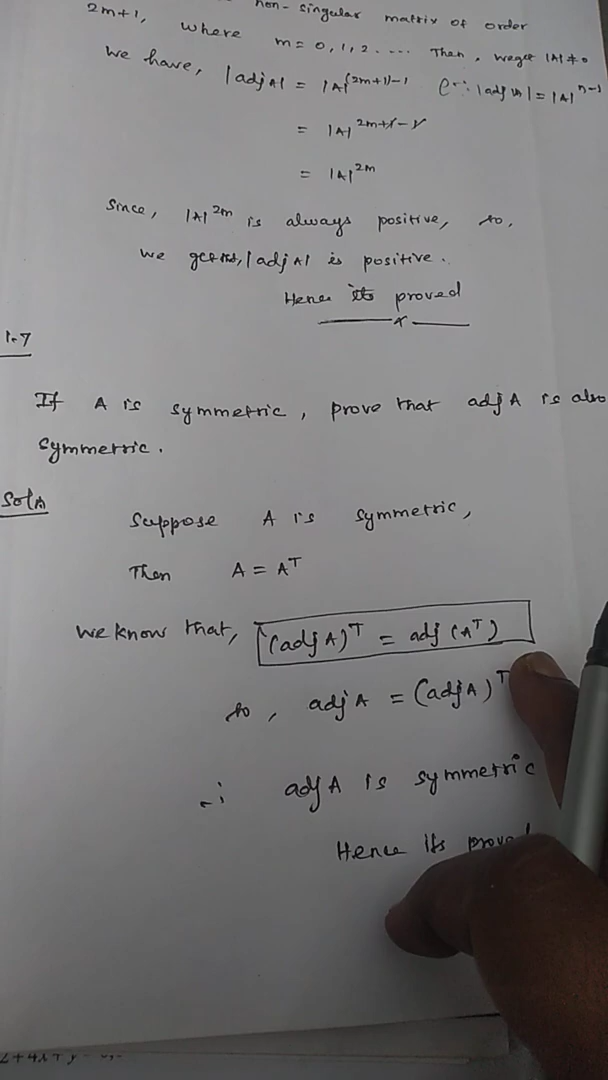 non-singular matrix of order
2m+1, where m=0,1,2.... Then, weget |A|≠0
we have, |adj A| = |A|^(2m+1)-1 (∵ |adj A| = |A|^n-1
= |A|^2m+1-1
= |A|^2m
Since, |A|^2m is always positive, so,
we get |adj A| is positive.
Hence its proved
1.7
If A is symmetric, prove that adj A is also
symmetric.
Soln
Suppose A is symmetric,
Then A = A^T
we know that, (adj A)^T = adj (A^T)
so, adj A = (adj A)^T
∴ adj A is symmetric
Hence its proved